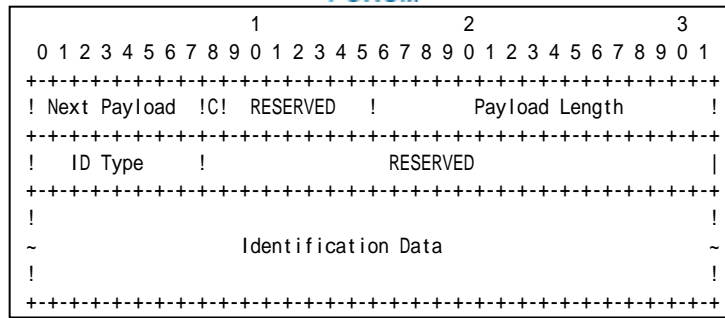 1                   2                   3
 0 1 2 3 4 5 6 7 8 9 0 1 2 3 4 5 6 7 8 9 0 1 2 3 4 5 6 7 8 9 0 1
+-+-+-+-+-+-+-+-+-+-+-+-+-+-+-+-+-+-+-+-+-+-+-+-+-+-+-+-+-+-+-+-+
! Next Payload  !C!  RESERVED   !         Payload Length        !
+-+-+-+-+-+-+-+-+-+-+-+-+-+-+-+-+-+-+-+-+-+-+-+-+-+-+-+-+-+-+-+-+
!   ID Type     !                 RESERVED                      |
+-+-+-+-+-+-+-+-+-+-+-+-+-+-+-+-+-+-+-+-+-+-+-+-+-+-+-+-+-+-+-+-+
!                                                               !
~                   Identification Data                         ~
!                                                               !
+-+-+-+-+-+-+-+-+-+-+-+-+-+-+-+-+-+-+-+-+-+-+-+-+-+-+-+-+-+-+-+-+